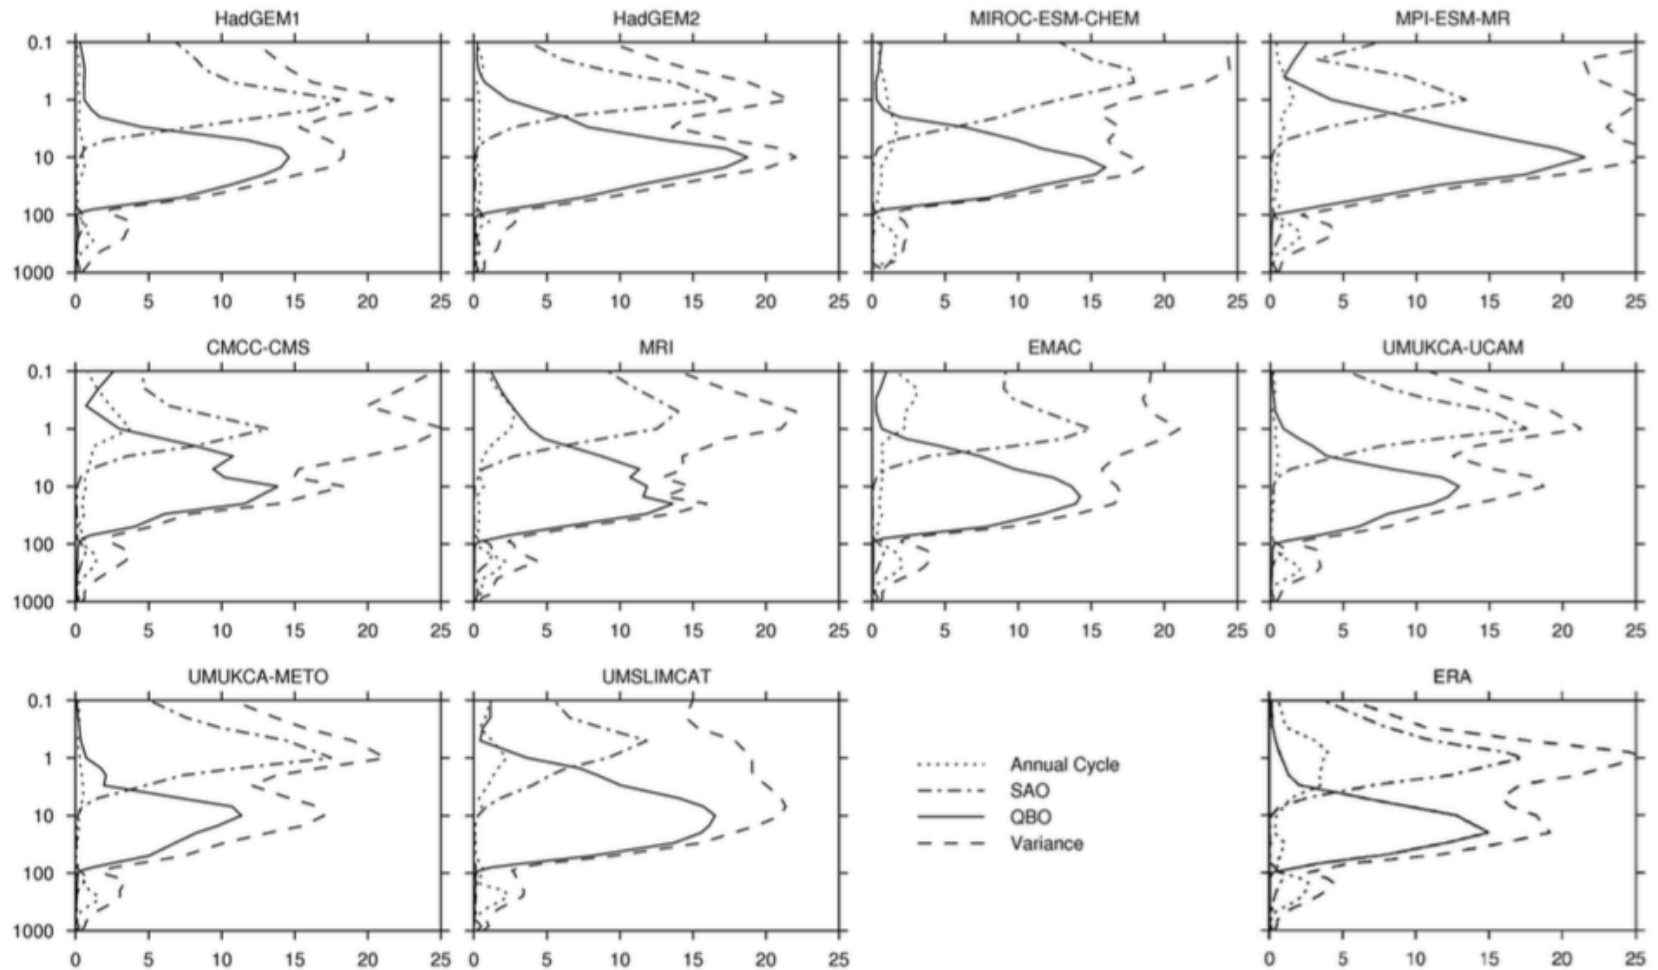 HadGEM1 HadGEM2 MIROC-ESM-CHEM MPI-ESM-MR
0.1
1
10
100
1000
0 5 10 15 20 25 0 5 10 15 20 25 0 5 10 15 20 25 0 5 10 15 20 25
CMCC-CMS MRI EMAC UMUKCA-UCAM
0.1
1
10
100
1000
0 5 10 15 20 25 0 5 10 15 20 25 0 5 10 15 20 25 0 5 10 15 20 25
UMUKCA-METO UMSLIMCAT ERA
0.1
1
Annual Cycle
SAO
10 QBO
Variance
100
1000
0 5 10 15 20 25 0 5 10 15 20 25 0 5 10 15 20 25